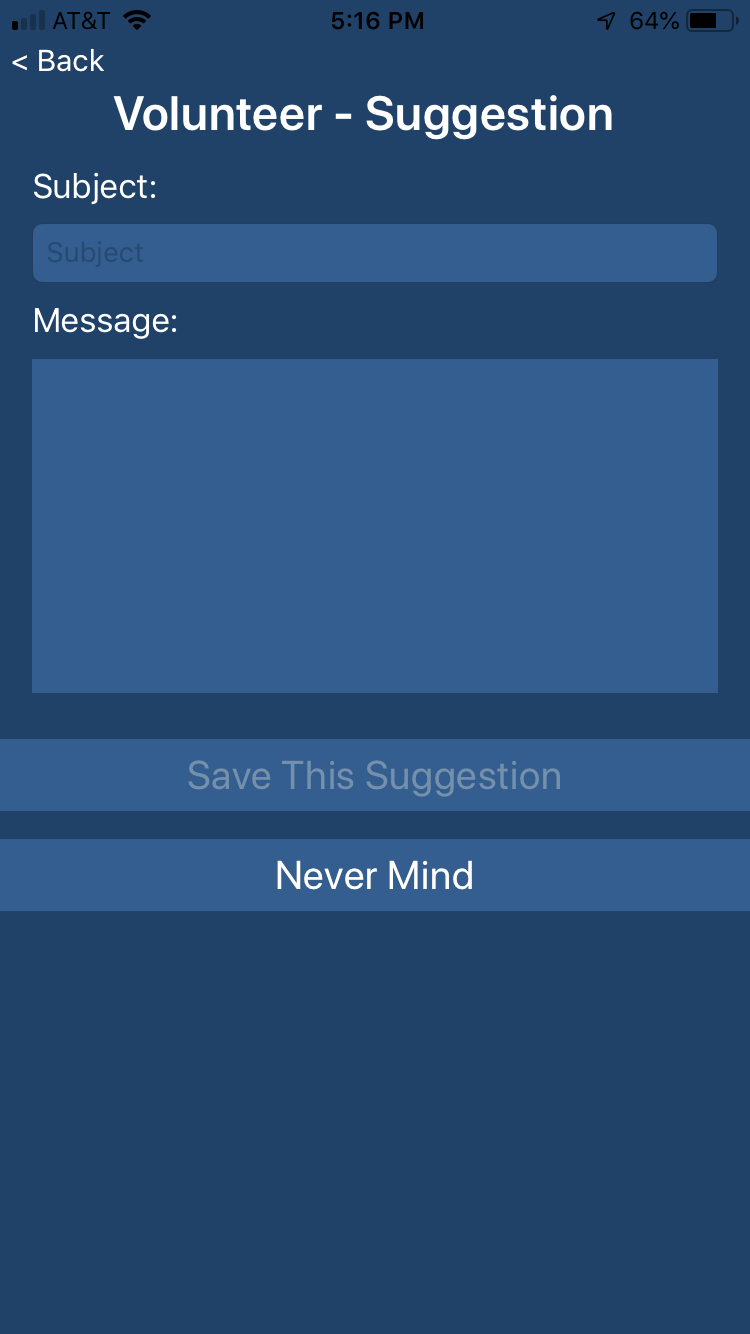 AT&T 5:16 PM 64%
< Back
Volunteer - Suggestion
Subject:
Subject
Message:
Save This Suggestion
Never Mind